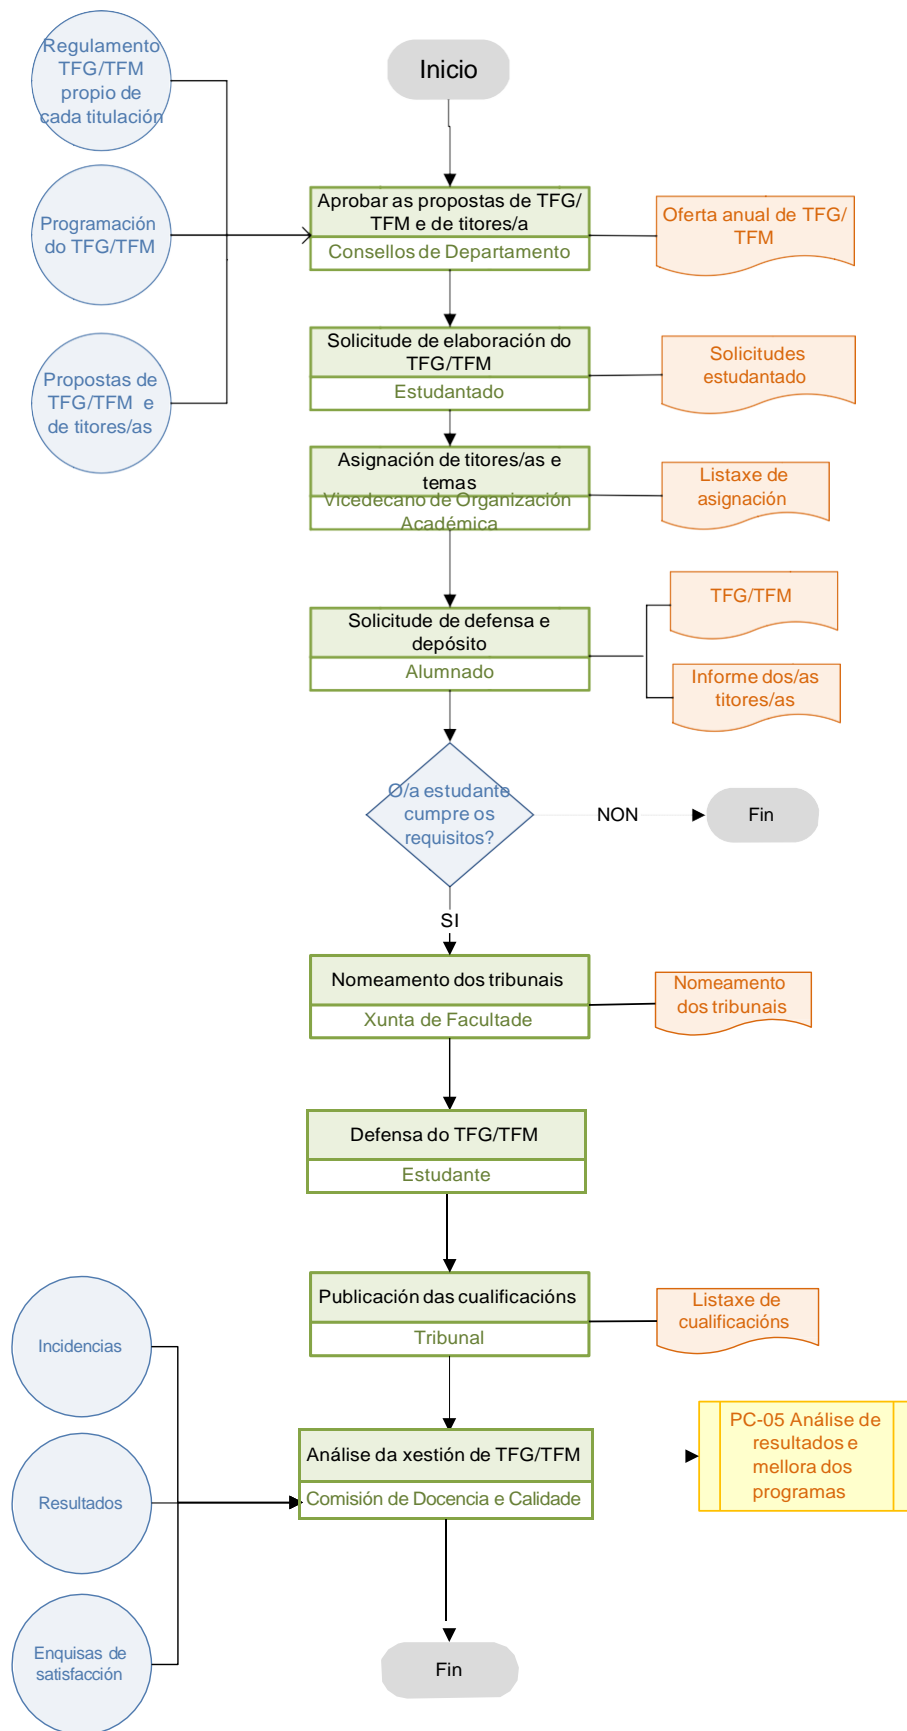 Regulamento
TFG/TFM
propio de
cada titulación
Inicio
Programación
do TFG/TFM
Aprobar as propostas de TFG/
TFM e de titores/a
Consellos de Departamento
Oferta anual de TFG/
TFM
Propostas de
TFG/TFM e
de titores/as
Solicitude de elaboración do
TFG/TFM
Estudantado
Solicitudes
estudantado
Asignación de titores/as e
temas
Vicedecano de Organización
Académica
Listaxe de
asignación
Solicitude de defensa e
depósito
Alumnado
TFG/TFM
Informe dos/as
titores/as
O/a estudante
cumpre os
requisitos?
NON
Fin
SI
Nomeamento dos tribunais
Xunta de Facultade
Nomeamento
dos tribunais
Defensa do TFG/TFM
Estudante
Publicación das cualificacións
Tribunal
Listaxe de
cualificacións
Incidencias
Resultados
Enquisas de
satisfacción
Análise da xestión de TFG/TFM
Comisión de Docencia e Calidade
PC-05 Análise de
resultados e
mellora dos
programas
Fin